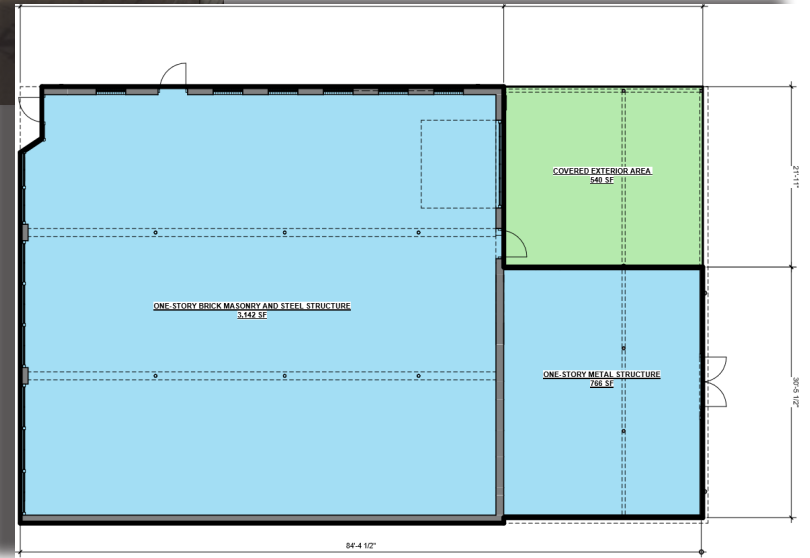 COVERED EXTERIOR AREA
540 SF
21'-11"
ONE-STORY BRICK MASONRY AND STEEL STRUCTURE
3,142 SF
ONE-STORY METAL STRUCTURE
766 SF
30'-5 1/2"
84'-4 1/2"